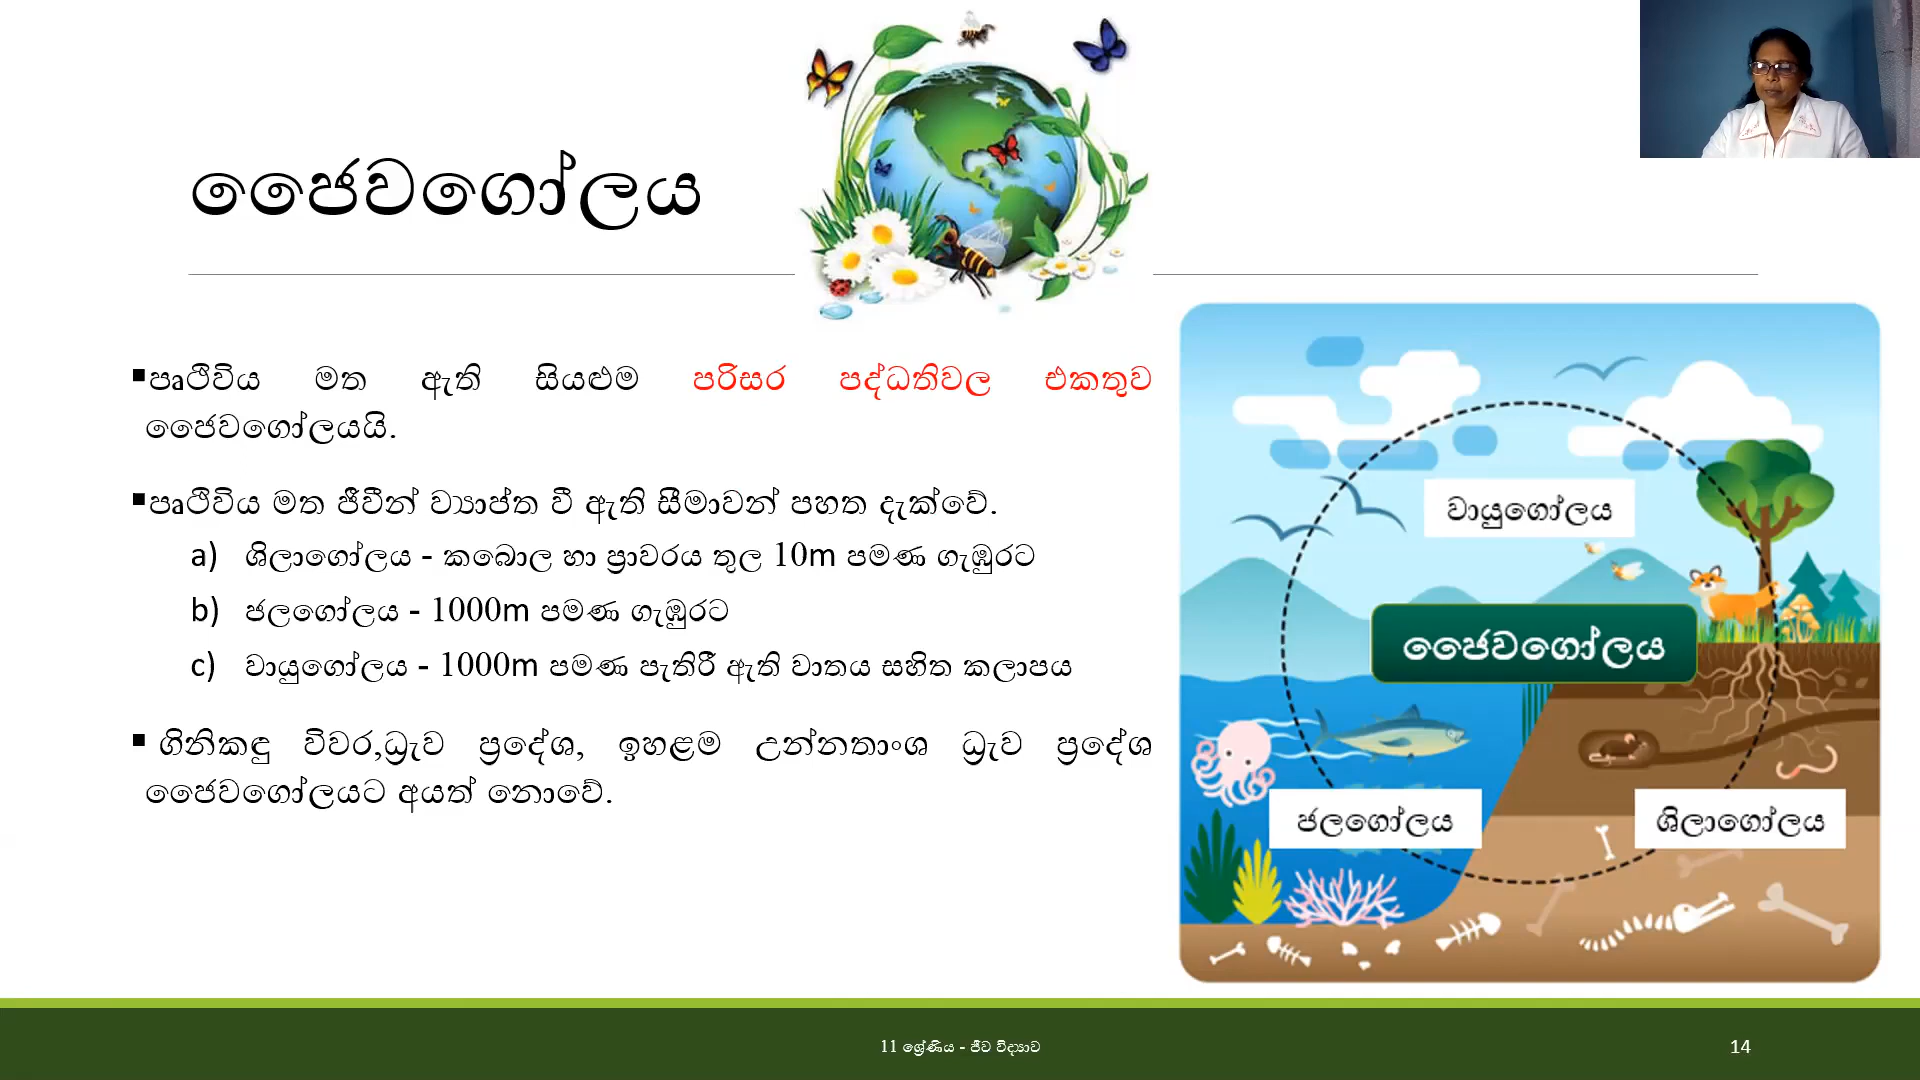 ජෛවගෝලය
▪පෘථිවිය මත ඇති සියළුම පරිසර පද්ධතිවල එකතුව
ජෛවගෝලයයි.
▪පෘථිවිය මත ජීවීන් ව්‍යාප්ත වී ඇති සීමාවන් පහත දැක්වේ.
a) ශිලාගෝලය - කබොල හා ප්‍රාවරය තුල 10m පමණ ගැඹුරට
b) ජලගෝලය - 1000m පමණ ගැඹුරට
c) වායුගෝලය - 1000m පමණ පැතිරී ඇති වාතය සහිත කලාපය
▪ ගිනිකඳු විවර,ධ්‍රැව ප්‍රදේශ, ඉහළම උන්නතාංශ ධ්‍රැව ප්‍රදේශ
ජෛවගෝලයට අයත් නොවේ.
වායුගෝලය
ජෛවගෝලය
ජලගෝලය
ශිලාගෝලය
11 ශ්‍රේණිය - ජීව විද්‍යාව
14